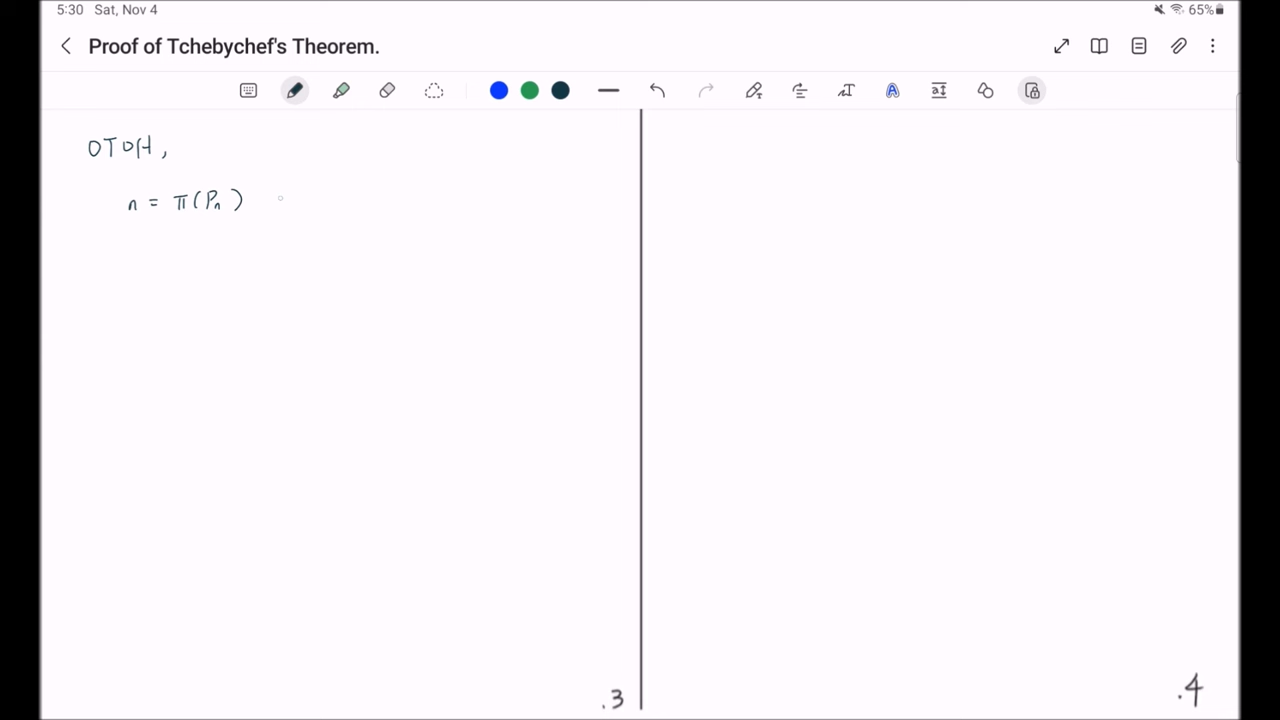 5:30 Sat, Nov 4
65%
Proof of Tchebychef's Theorem.
OTOH,
n = π(Pn)
.3
.4